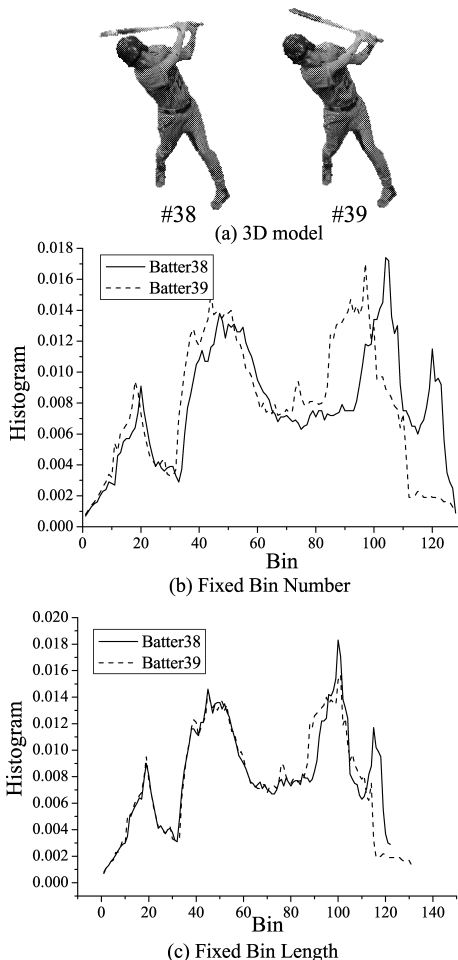 #38
#39
(a) 3D model
0.018
0.016
0.014
0.012
0.010
0.008
0.006
0.004
0.002
0.000
Histogram
Batter38
Batter39
0 20 40 60 80 100 120
Bin
(b) Fixed Bin Number
0.020
0.018
0.016
0.014
0.012
0.010
0.008
0.006
0.004
0.002
0.000
Histogram
Batter38
Batter39
0 20 40 60 80 100 120 140
Bin
(c) Fixed Bin Length